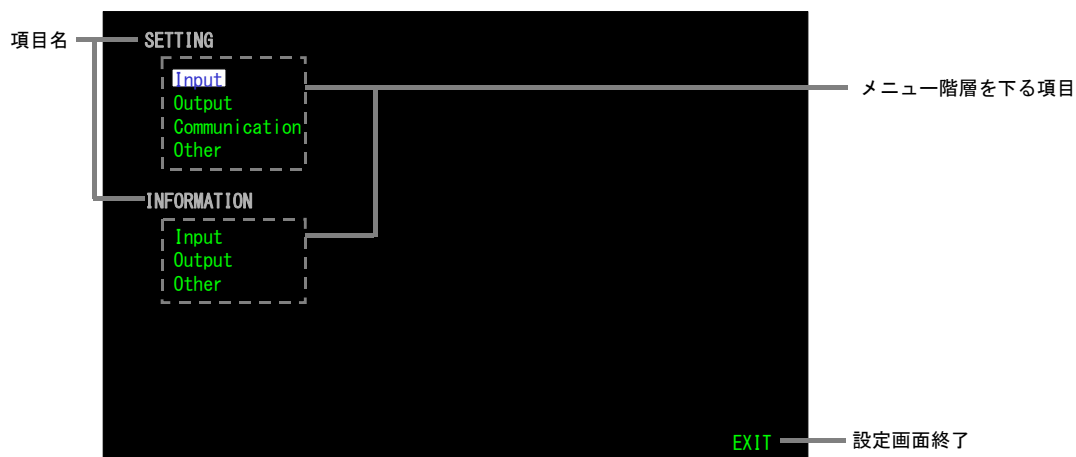 項目名
SETTING
Input
Output
Communication
Other
メニュー階層を下る項目
INFORMATION
Input
Output
Other
EXIT
設定画面終了